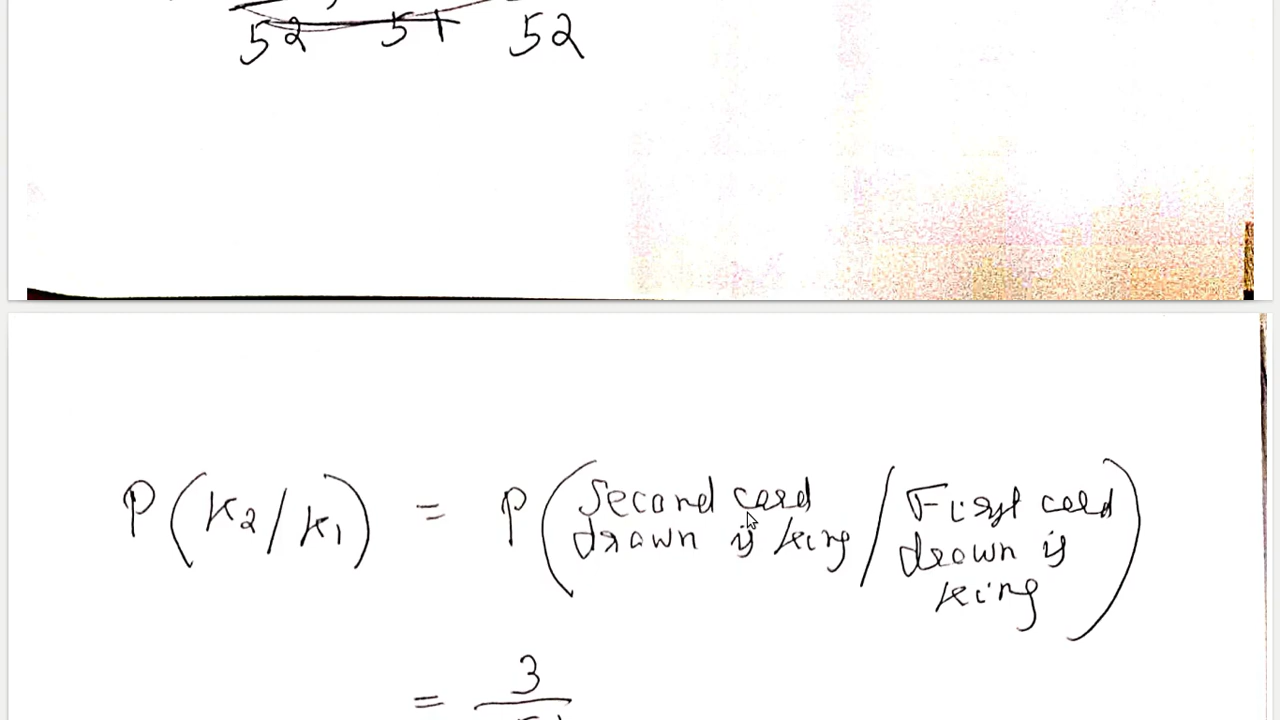 52 51 52
P(K2/K1) = P(Second card drawn is king / First card drawn is king)
= 3